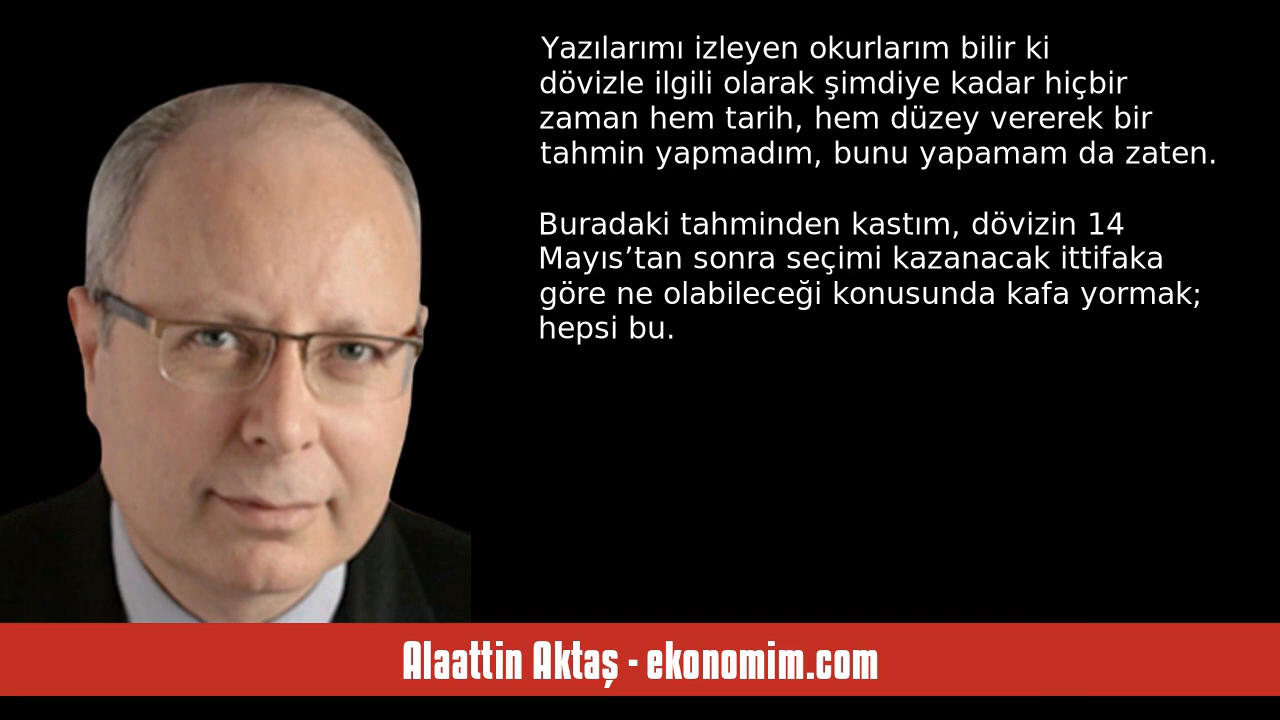 Yazılarımı izleyen okurlarım bilir ki
dövizle ilgili olarak şimdiye kadar hiçbir
zaman hem tarih, hem düzey vererek bir
tahmin yapmadım, bunu yapamam da zaten.
Buradaki tahminden kastım, dövizin 14
Mayıs’tan sonra seçimi kazanacak ittifaka
göre ne olabileceği konusunda kafa yormak;
hepsi bu.
Alaattin Aktaş - ekonomim.com